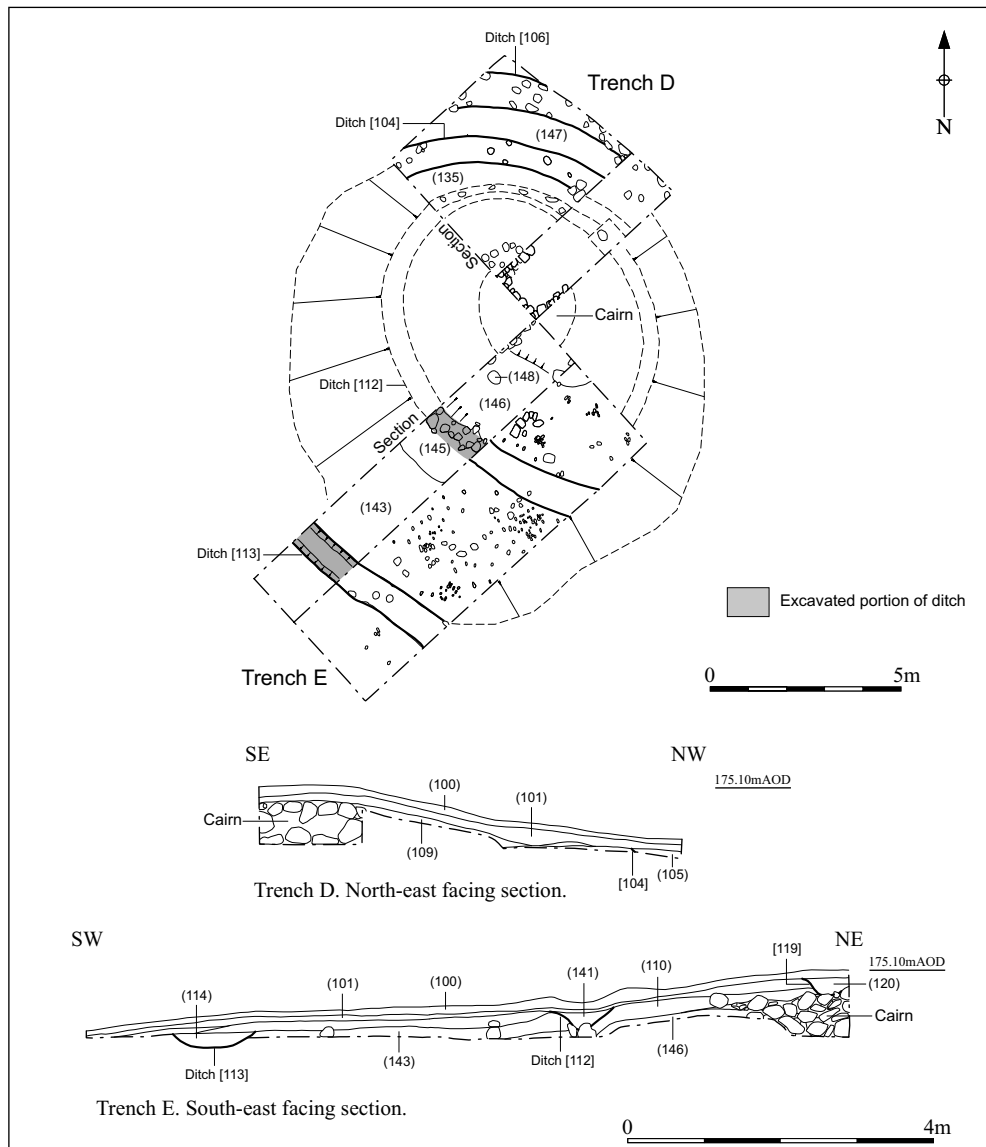 Ditch [106]
Trench D
N
Ditch [104]
(147)
(135)
Section
Cairn
Ditch [112]
(148)
(146)
Section
(145)
(143)
Ditch [113]
Excavated portion of ditch
Trench E
0 5m
SE NW
175.10mAOD
(100)
(101)
Cairn
(109)
[104] (105)
Trench D. North-east facing section.
SW NE
[119] 175.10mAOD
(114) (101) (100) (141) (110) (120)
Cairn
Ditch [113] (143) Ditch [112] (146)
Trench E. South-east facing section.
0 4m